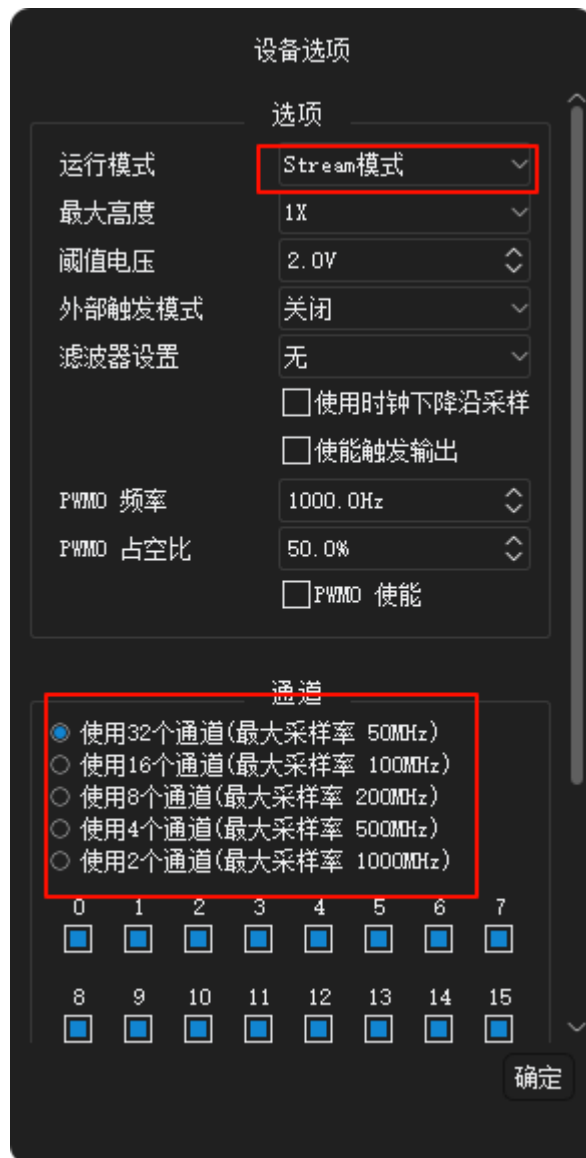 设备选项
选项
运行模式 Stream模式
最大高度 1X
阈值电压 2.0V
外部触发模式 关闭
滤波器设置 无
使用时钟下降沿采样
使能触发输出
PWM0 频率 1000.0Hz
PWM0 占空比 50.0%
PWM0 使能
通道
使用32个通道(最大采样率 50MHz)
使用16个通道(最大采样率 100MHz)
使用8个通道(最大采样率 200MHz)
使用4个通道(最大采样率 500MHz)
使用2个通道(最大采样率 1000MHz)
0 1 2 3 4 5 6 7
8 9 10 11 12 13 14 15
确定